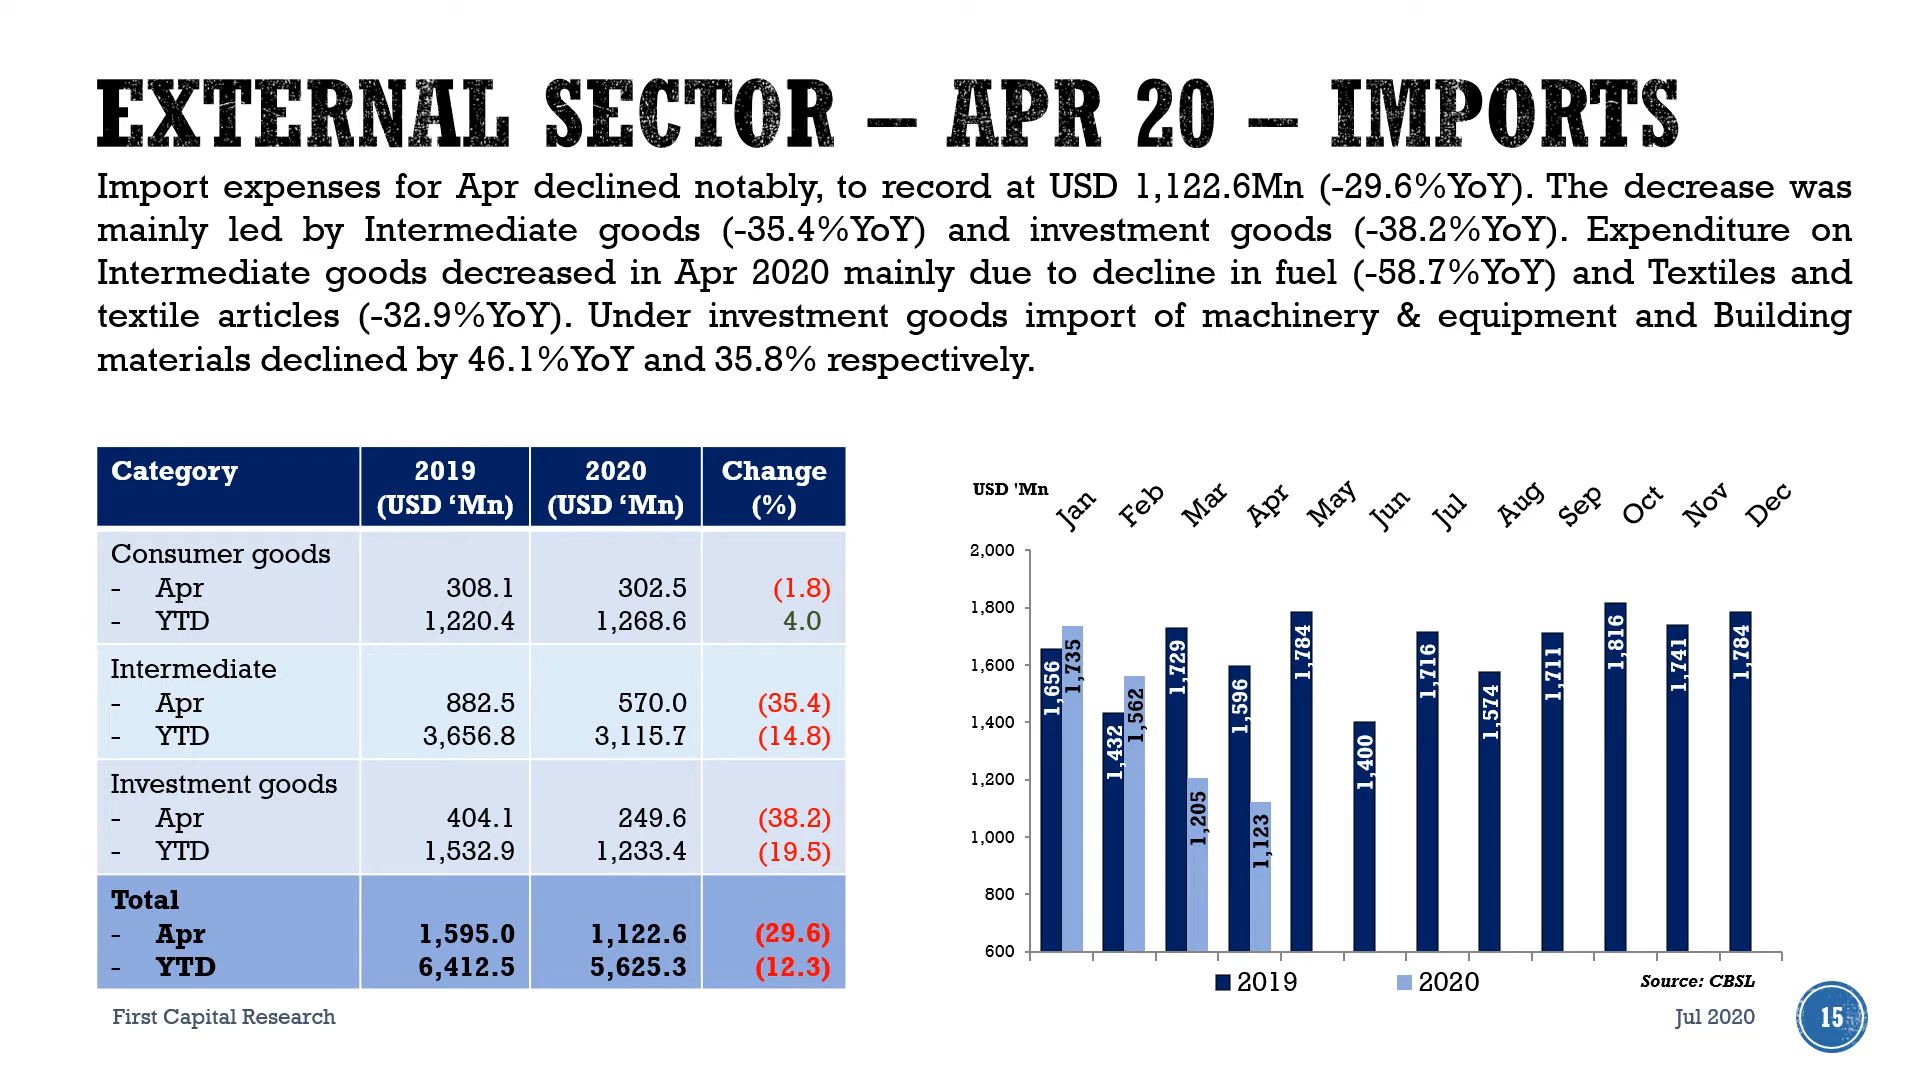 EXTERNAL SECTOR – APR 20 – IMPORTS
Import expenses for Apr declined notably, to record at USD 1,122.6Mn (-29.6%YoY). The decrease was
mainly led by Intermediate goods (-35.4%YoY) and investment goods (-38.2%YoY). Expenditure on
Intermediate goods decreased in Apr 2020 mainly due to decline in fuel (-58.7%YoY) and Textiles and
textile articles (-32.9%YoY). Under investment goods import of machinery & equipment and Building
materials declined by 46.1%YoY and 35.8% respectively.
Category 2019 2020 Change
(USD ‘Mn) (USD ‘Mn) (%)
Consumer goods
- Apr 308.1 302.5 (1.8)
- YTD 1,220.4 1,268.6 4.0
Intermediate
- Apr 882.5 570.0 (35.4)
- YTD 3,656.8 3,115.7 (14.8)
Investment goods
- Apr 404.1 249.6 (38.2)
- YTD 1,532.9 1,233.4 (19.5)
Total
- Apr 1,595.0 1,122.6 (29.6)
- YTD 6,412.5 5,625.3 (12.3)
USD 'Mn
Jan Feb Mar Apr May Jun Jul Aug Sep Oct Nov Dec
2,000
1,800
1,600
1,400
1,200
1,000
800
600
1,656
1,735
1,432
1,562
1,729
1,205
1,596
1,123
1,784
1,400
1,716
1,574
1,711
1,816
1,741
1,784
2019 2020
Source: CBSL
First Capital Research
Jul 2020
15